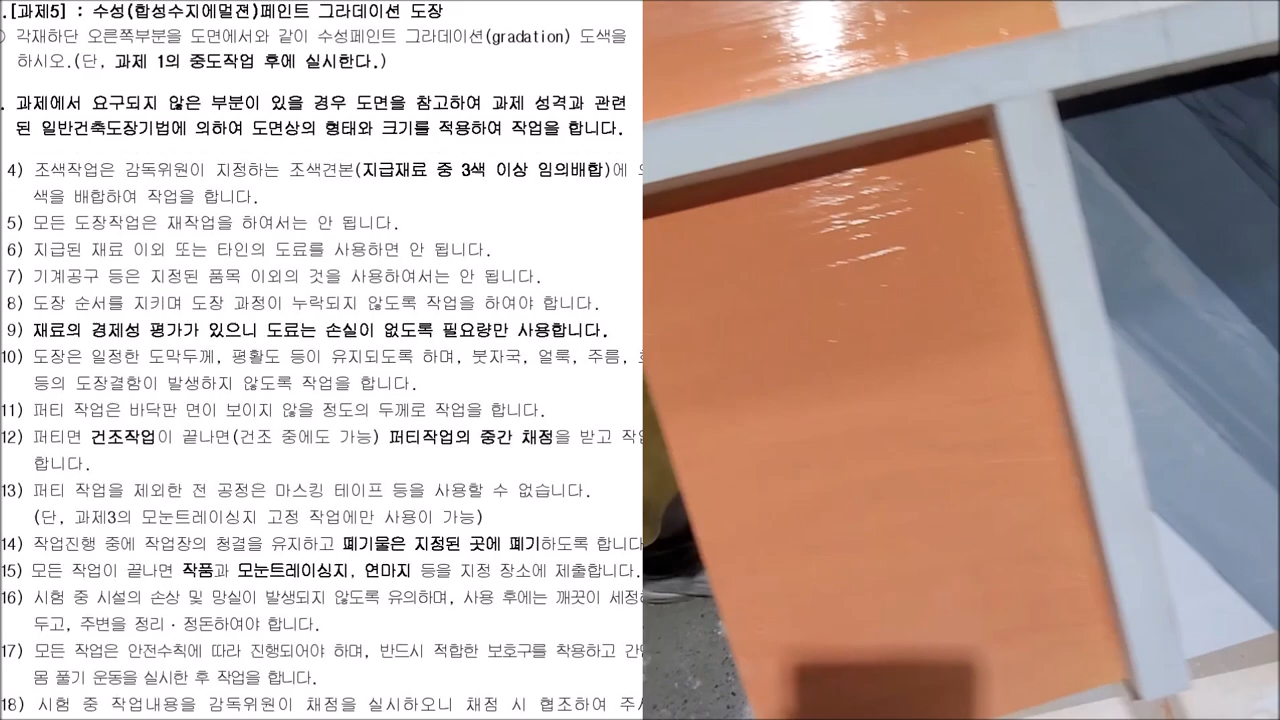 .[과제5] : 수성(합성수지에멀젼)페인트 그라데이션 도장
각재하단 오른쪽부분을 도면에서와 같이 수성페인트 그라데이션(gradation) 도색을
하시오.(단, 과제 1의 중도작업 후에 실시한다.)
. 과제에서 요구되지 않은 부분이 있을 경우 도면을 참고하여 과제 성격과 관련
된 일반건축도장기법에 의하여 도면상의 형태와 크기를 적용하여 작업을 합니다.
4) 조색작업은 감독위원이 지정하는 조색견본(지급재료 중 3색 이상 임의배합)에
색을 배합하여 작업을 합니다.
5) 모든 도장작업은 재작업을 하여서는 안 됩니다.
6) 지급된 재료 이외 또는 타인의 도료를 사용하면 안 됩니다.
7) 기계공구 등은 지정된 품목 이외의 것을 사용하여서는 안 됩니다.
8) 도장 순서를 지키며 도장 과정이 누락되지 않도록 작업을 하여야 합니다.
9) 재료의 경제성 평가가 있으니 도료는 손실이 없도록 필요량만 사용합니다.
10) 도장은 일정한 도막두께, 평활도 등이 유지되도록 하며, 붓자국, 얼룩, 주름,
등의 도장결함이 발생하지 않도록 작업을 합니다.
11) 퍼티 작업은 바닥판 면이 보이지 않을 정도의 두께로 작업을 합니다.
12) 퍼티면 건조작업이 끝나면(건조 중에도 가능) 퍼티작업의 중간 채점을 받고
합니다.
13) 퍼티 작업을 제외한 전 공정은 마스킹 테이프 등을 사용할 수 없습니다.
(단, 과제3의 모눈트레이싱지 고정 작업에만 사용이 가능)
14) 작업진행 중에 작업장의 청결을 유지하고 폐기물은 지정된 곳에 폐기하도록 합니다
15) 모든 작업이 끝나면 작품과 모눈트레이싱지, 연마지 등을 지정 장소에 제출합니다.
16) 시험 중 시설의 손상 및 망실이 발생되지 않도록 유의하며, 사용 후에는 깨끗이
두고, 주변을 정리·정돈하여야 합니다.
17) 모든 작업은 안전수칙에 따라 진행되어야 하며, 반드시 적합한 보호구를 착용하고
몸 풀기 운동을 실시한 후 작업을 합니다.
18) 시험 중 작업내용을 감독위원이 채점을 실시하오니 채점 시 협조하여